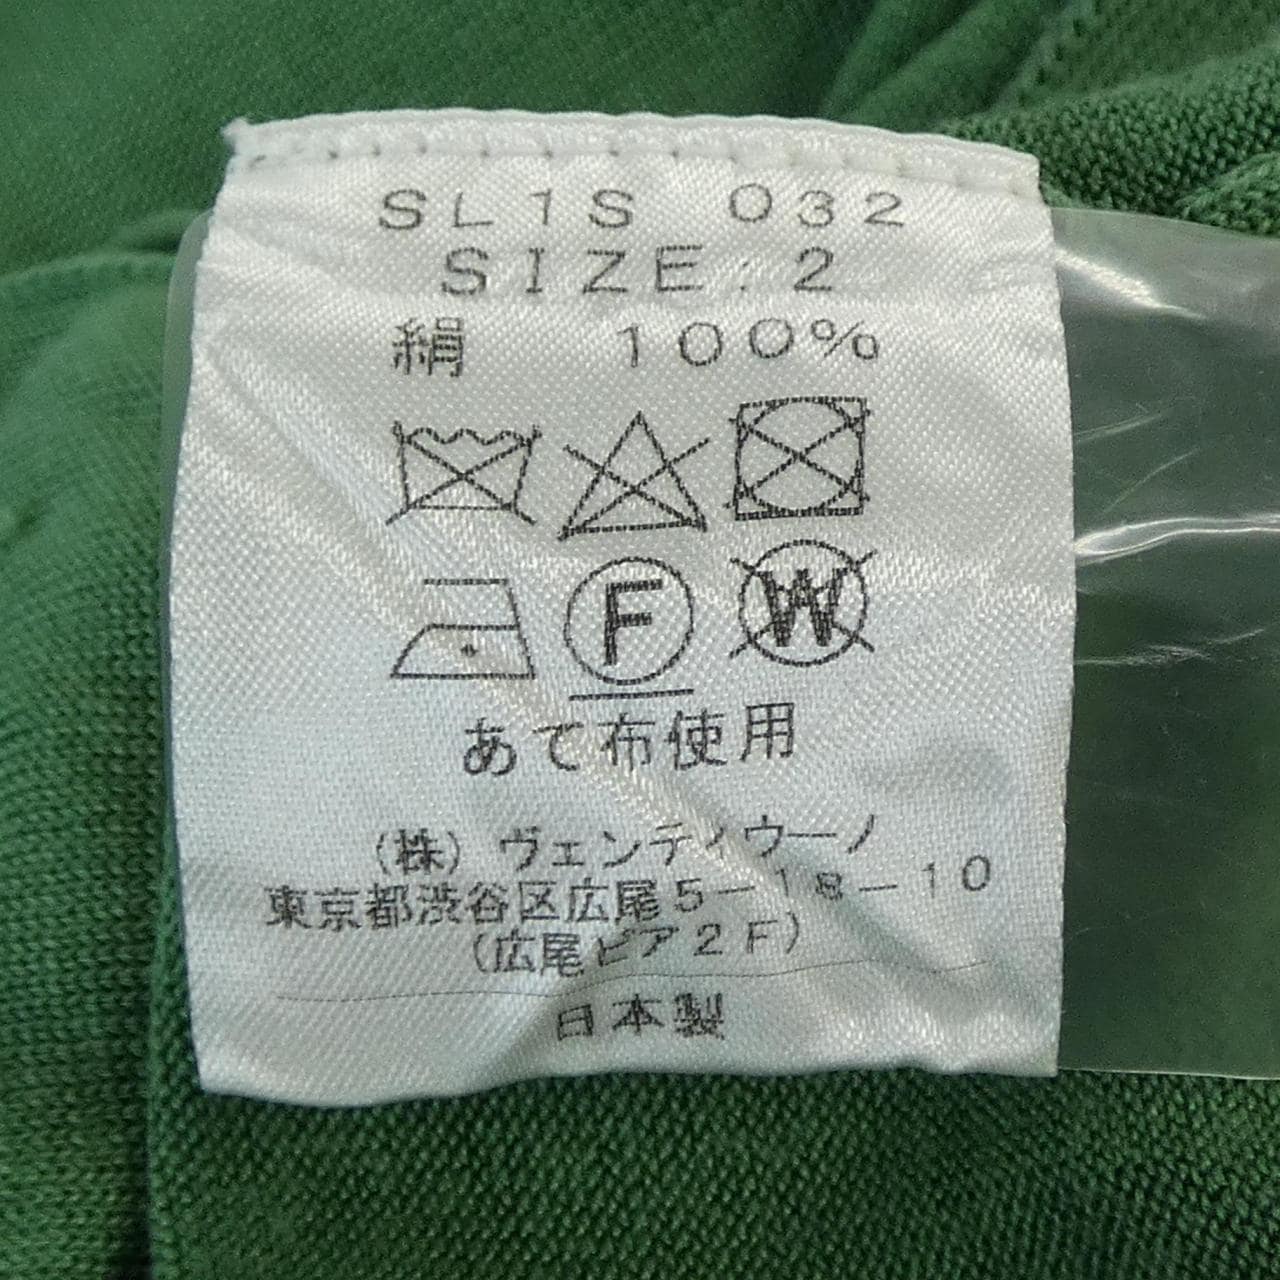 SL1S 032
SIZE:2
絹 100%
F W
あて布使用
(株)ヴェンティウーノ
東京都渋谷区広尾5-18-10
(広尾ピア2F)
日本製